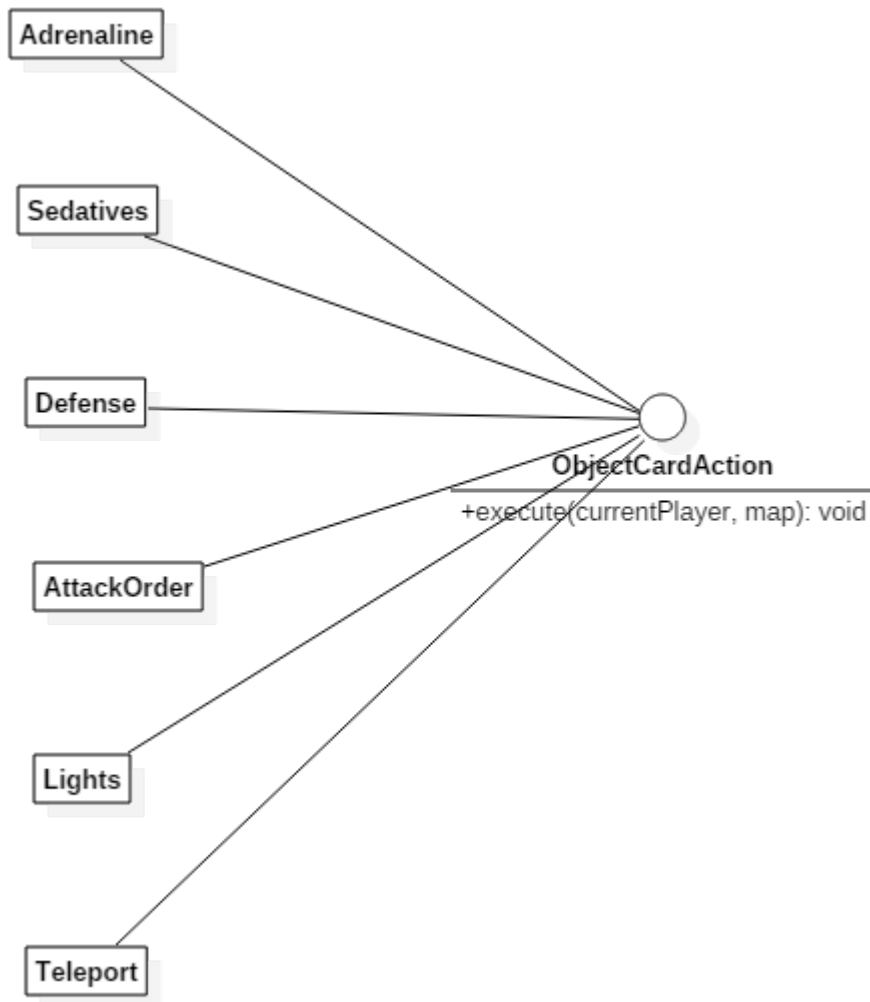 Adrenaline
Sedatives
Defense
ObjectCardAction
+execute(currentPlayer, map): void
AttackOrder
Lights
Teleport